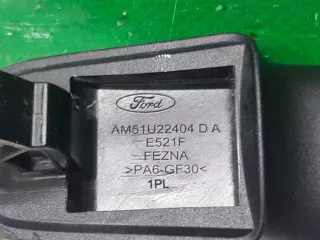 Ford
AM51U22404 D A
E521F
FEZNA
>PA6-GF30<
1PL